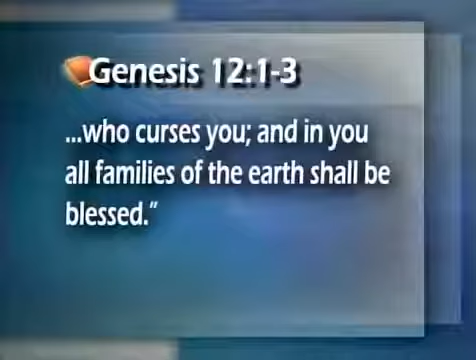 Genesis 12:1-3
...who curses you; and in you
all families of the earth shall be
blessed.”